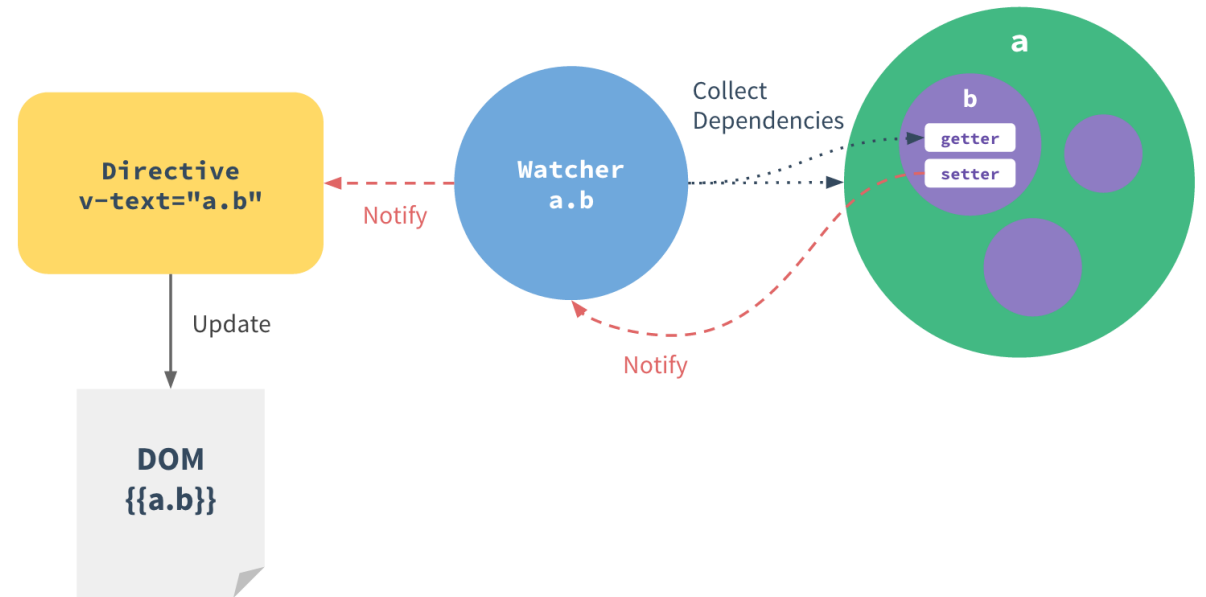 Directive
v-text="a.b"
Notify
Watcher
a.b
Collect
Dependencies
a
b
getter
setter
Notify
Update
DOM
{{a.b}}